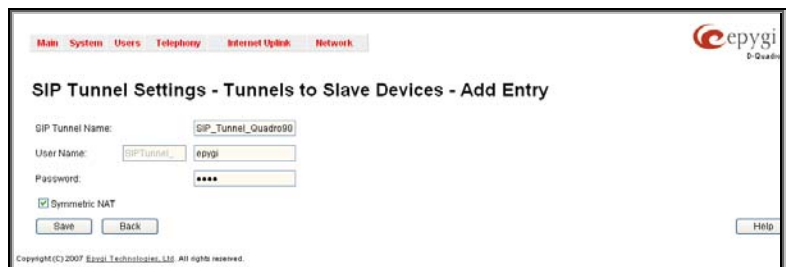 Main System Users Telephony Internet Uplink Network
epygi
D-Quadro
SIP Tunnel Settings - Tunnels to Slave Devices - Add Entry
SIP Tunnel Name: SIP_Tunnel_Quadro90
User Name: SIPTunnel_ epygi
Password: ●●●●
Symmetric NAT
Save Back Help
Copyright (C) 2007 Epygi Technologies, Ltd. All rights reserved.